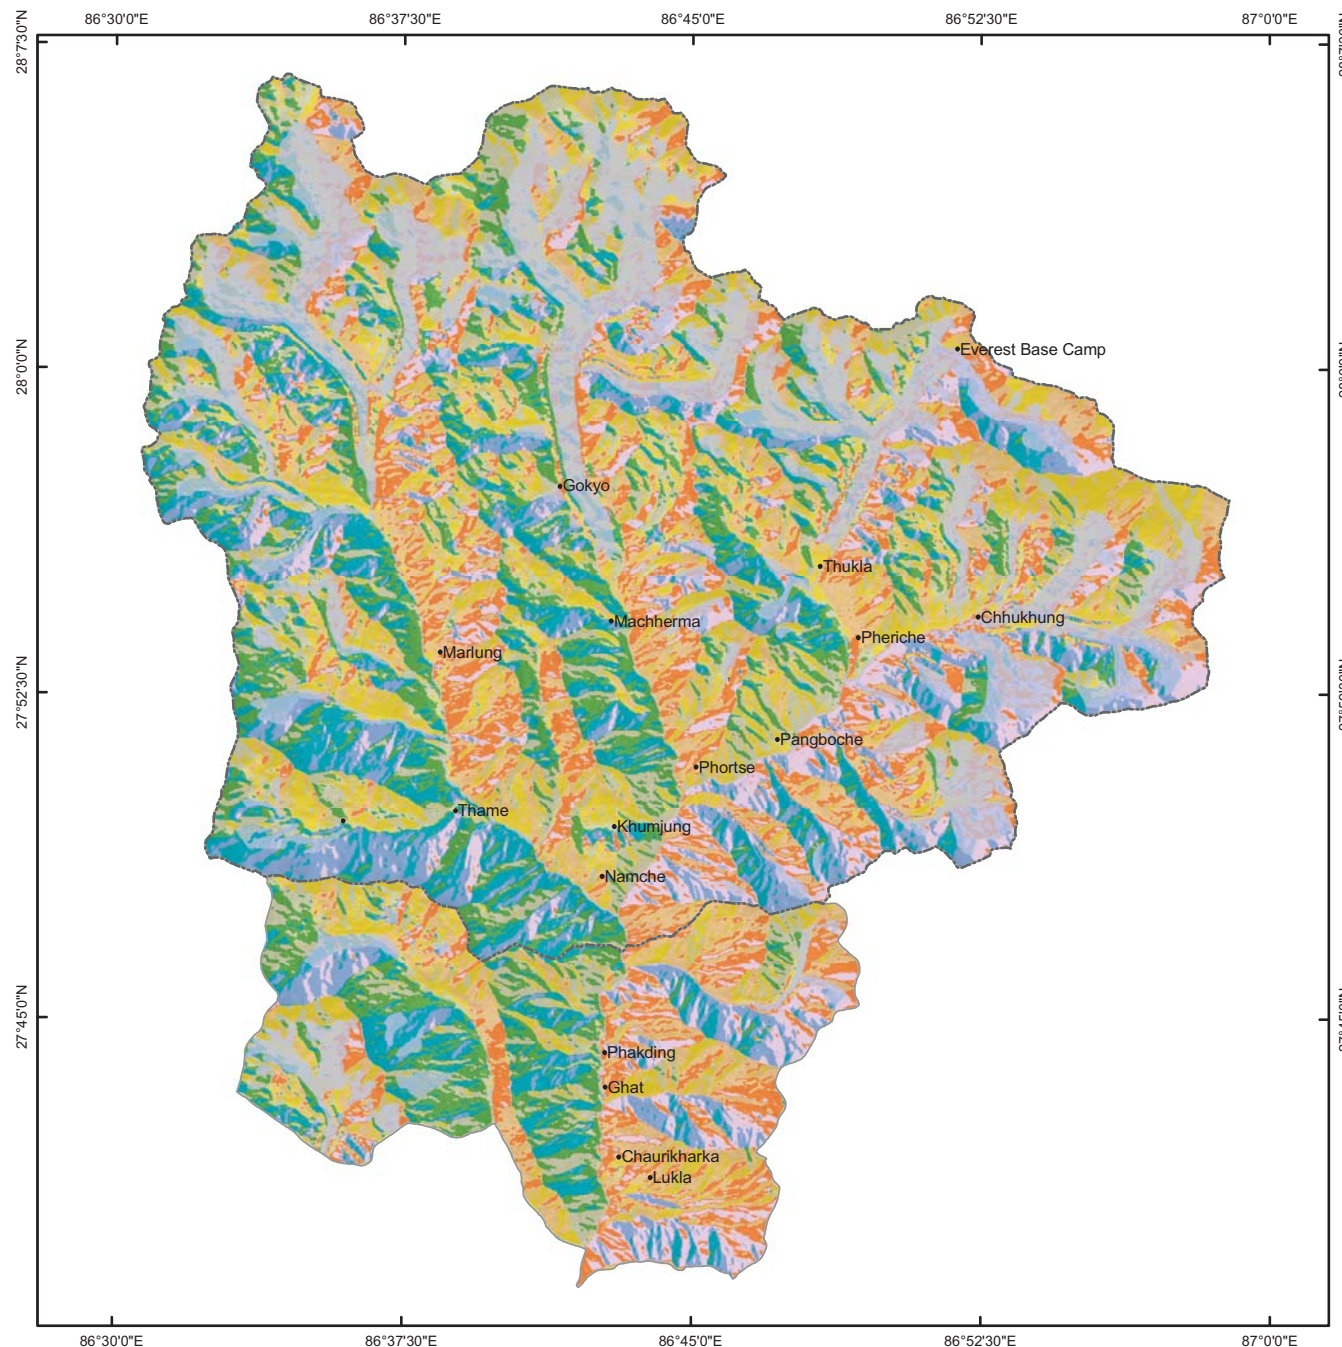 86°30'0"E
86°37'30"E
86°45'0"E
86°52'30"E
87°0'0"E
28°7'30"N
28°0'0"N
27°52'30"N
27°45'0"N
Everest Base Camp
Gokyo
Thukla
Chhukhung
Machherma
Pheriche
Marlung
Pangboche
Phortse
Thame
Khumjung
Namche
Phakding
Ghat
Chaurikharka
Lukla
86°30'0"E
86°37'30"E
86°45'0"E
86°52'30"E
87°0'0"E